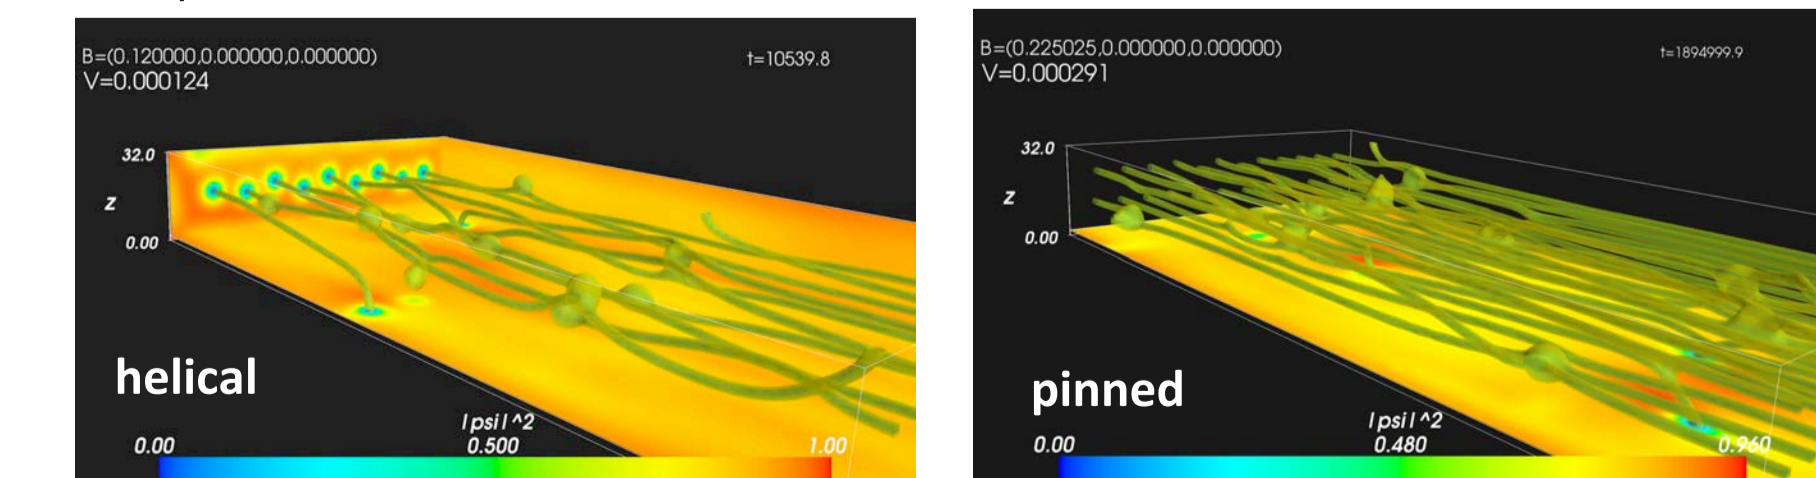 B=(0.120000,0.000000,0.000000)
V=0.000124
t=10539.8
32.0
z
0.00
helical
|psi|^2
0.00 0.500 1.00
B=(0.225025,0.000000,0.000000)
V=0.000291
t=1894999.9
32.0
z
0.00
pinned
|psi|^2
0.00 0.480 0.960